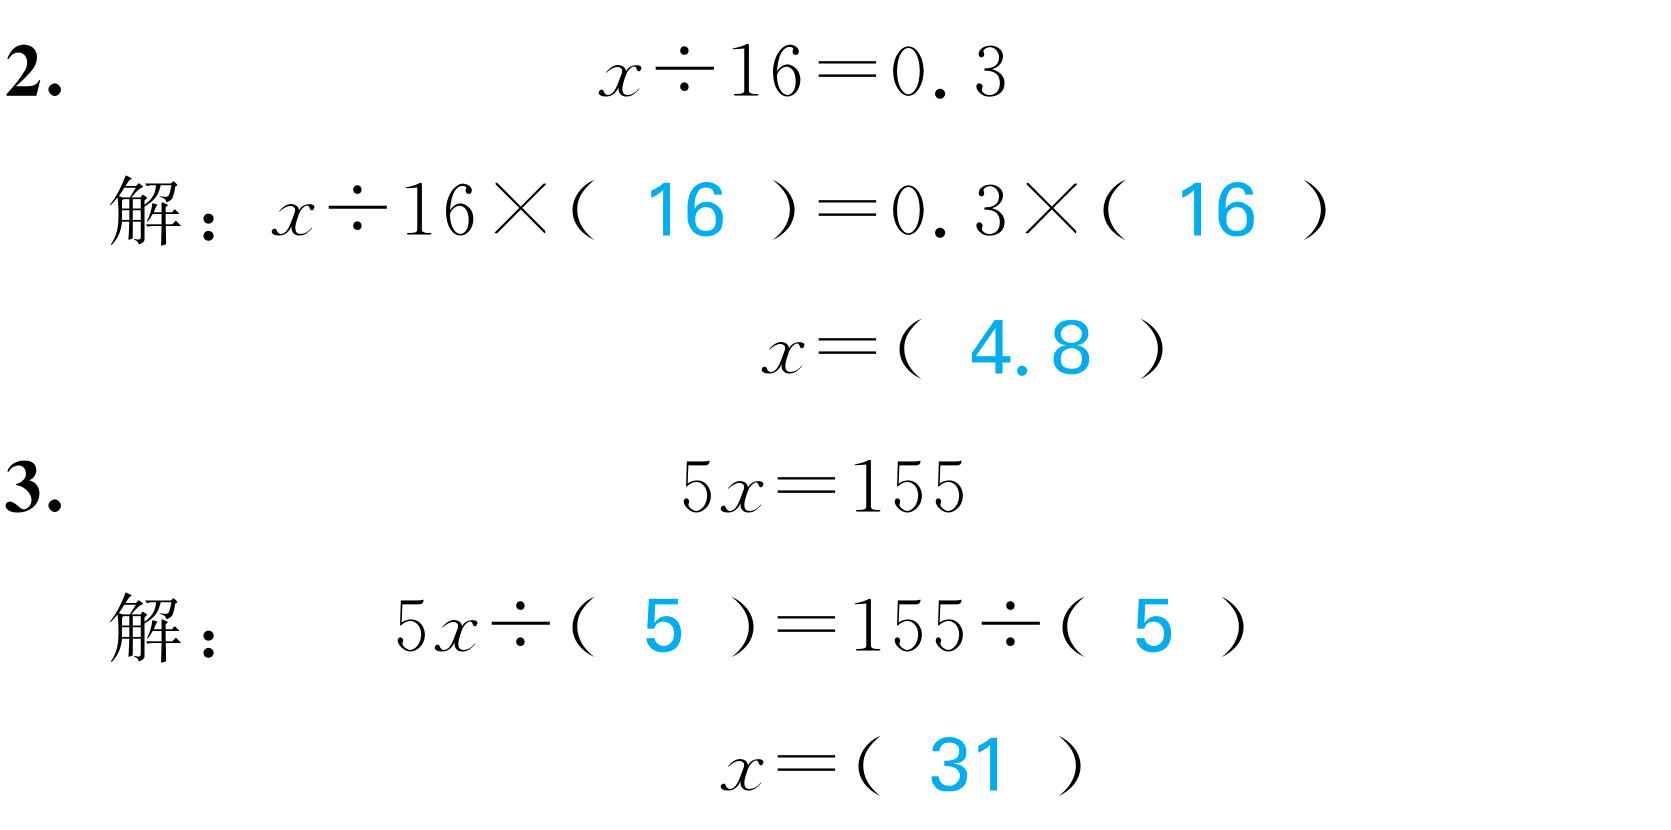 2. x÷16=0.3
解：x÷16×( 16 )=0.3×( 16 )
x=( 4.8 )
3. 5x=155
解：5x÷( 5 )=155÷( 5 )
x=( 31 )